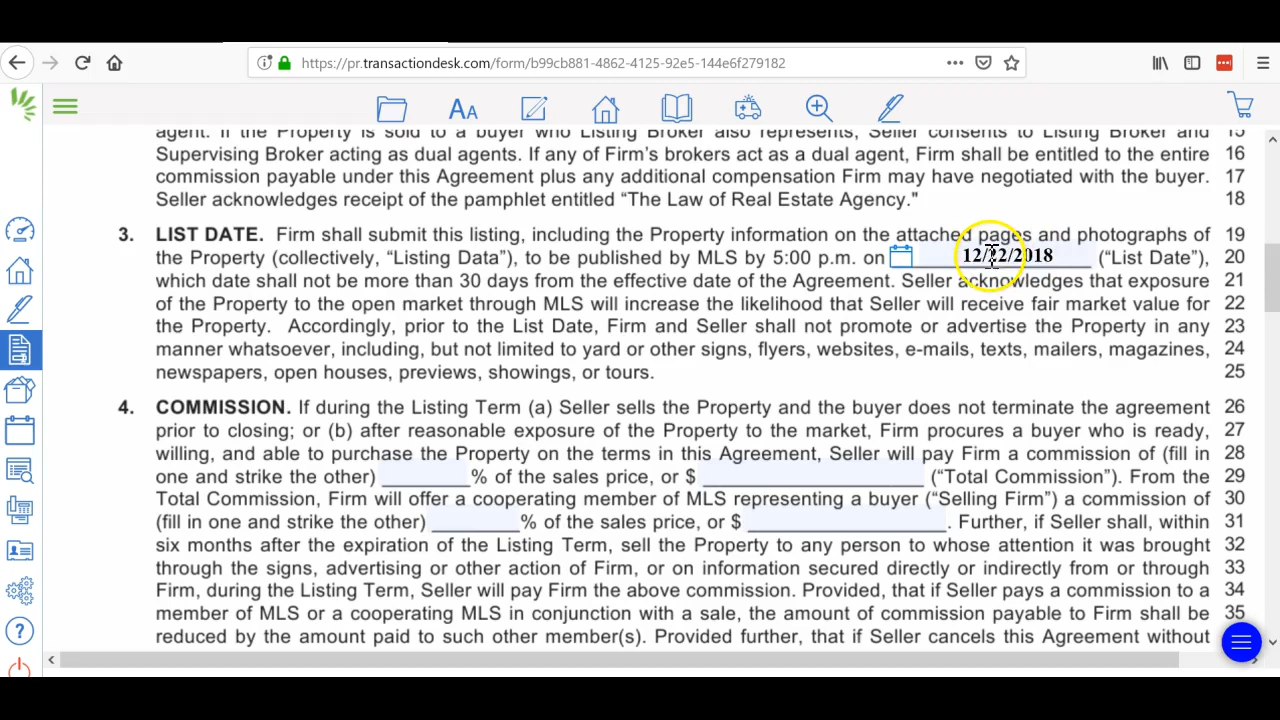 https://pr.transactiondesk.com/form/b99cb881-4862-4125-92e5-144e6f279182
agent. If the Property is sold to a buyer who Listing Broker also represents, Seller consents to Listing Broker and 15
Supervising Broker acting as dual agents. If any of Firm's brokers act as a dual agent, Firm shall be entitled to the entire 16
commission payable under this Agreement plus any additional compensation Firm may have negotiated with the buyer. 17
Seller acknowledges receipt of the pamphlet entitled “The Law of Real Estate Agency." 18
3. LIST DATE. Firm shall submit this listing, including the Property information on the attached pages and photographs of 19
the Property (collectively, “Listing Data”), to be published by MLS by 5:00 p.m. on 12/22/2018 (“List Date”), 20
which date shall not be more than 30 days from the effective date of the Agreement. Seller acknowledges that exposure 21
of the Property to the open market through MLS will increase the likelihood that Seller will receive fair market value for 22
the Property. Accordingly, prior to the List Date, Firm and Seller shall not promote or advertise the Property in any 23
manner whatsoever, including, but not limited to yard or other signs, flyers, websites, e-mails, texts, mailers, magazines, 24
newspapers, open houses, previews, showings, or tours. 25
4. COMMISSION. If during the Listing Term (a) Seller sells the Property and the buyer does not terminate the agreement 26
prior to closing; or (b) after reasonable exposure of the Property to the market, Firm procures a buyer who is ready, 27
willing, and able to purchase the Property on the terms in this Agreement, Seller will pay Firm a commission of (fill in 28
one and strike the other) % of the sales price, or $ (“Total Commission”). From the 29
Total Commission, Firm will offer a cooperating member of MLS representing a buyer (“Selling Firm”) a commission of 30
(fill in one and strike the other) % of the sales price, or $ . Further, if Seller shall, within 31
six months after the expiration of the Listing Term, sell the Property to any person to whose attention it was brought 32
through the signs, advertising or other action of Firm, or on information secured directly or indirectly from or through 33
Firm, during the Listing Term, Seller will pay Firm the above commission. Provided, that if Seller pays a commission to a 34
member of MLS or a cooperating MLS in conjunction with a sale, the amount of commission payable to Firm shall be 35
reduced by the amount paid to such other member(s). Provided further, that if Seller cancels this Agreement without